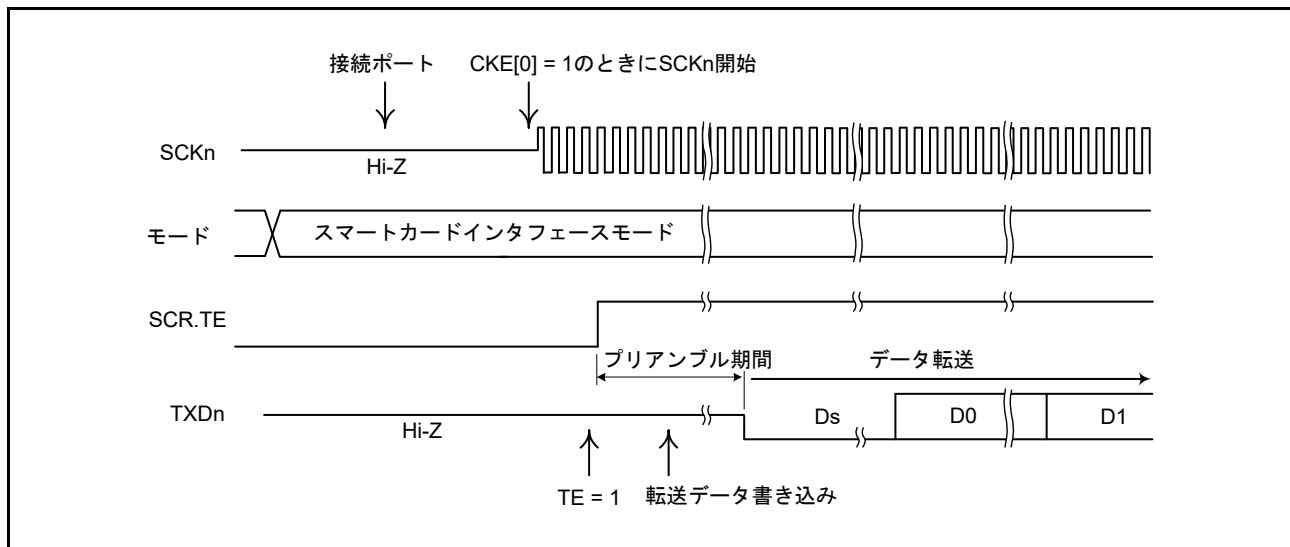 接続ポート
CKE[0] = 1のときにSCKn開始
SCKn
Hi-Z
モード
スマートカードインタフェースモード
SCR.TE
プリアンブル期間
データ転送
TXDn
Hi-Z
Ds
D0
D1
TE = 1
転送データ書き込み